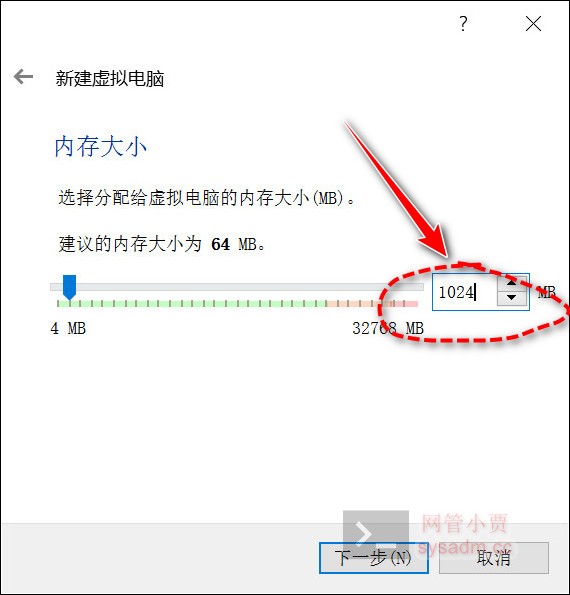 ?
新建虚拟电脑
内存大小
选择分配给虚拟电脑的内存大小(MB)。
建议的内存大小为 64 MB。
1024 MB
4 MB 32768 MB
网管小贾
sysadm.cc
下一步(N) 取消